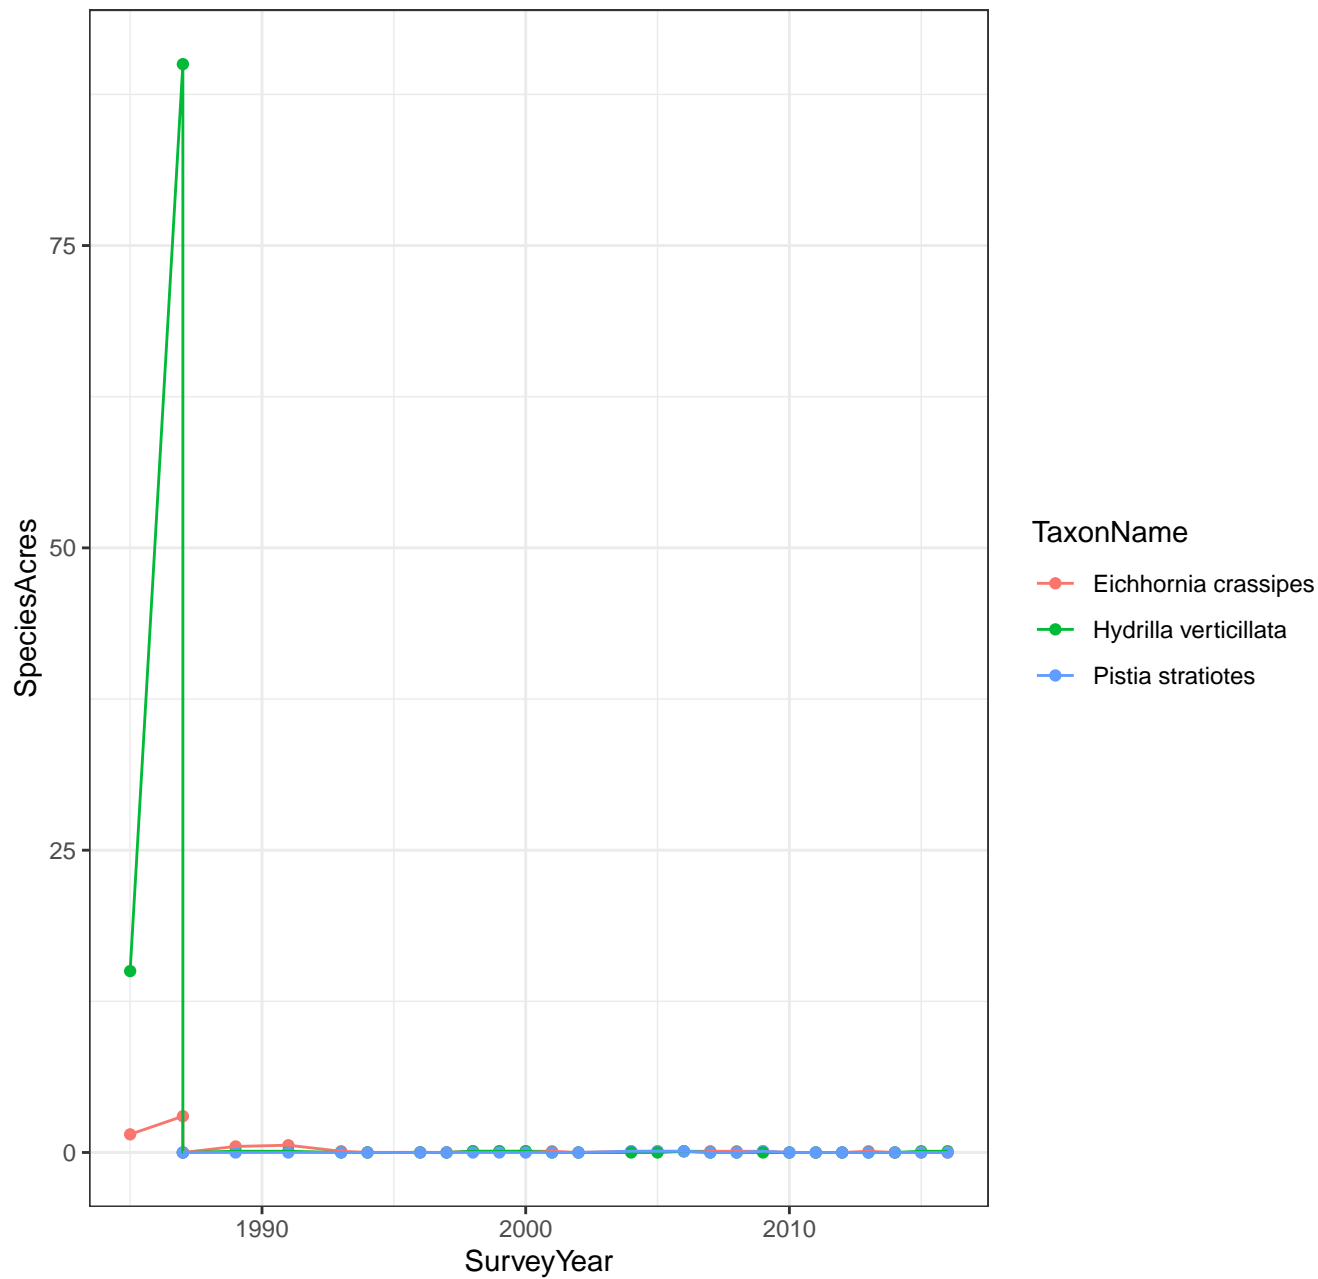 SpeciesAcres
75
50
25
0
1990
2000
2010
SurveyYear
TaxonName
Eichhornia crassipes
Hydrilla verticillata
Pistia stratiotes